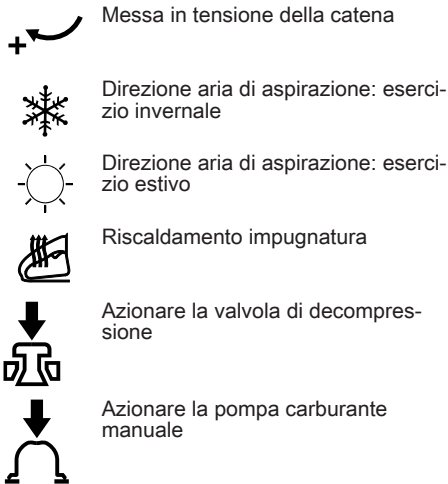 Messa in tensione della catena
+
Direzione aria di aspirazione: eserci-
zio invernale
Direzione aria di aspirazione: eserci-
zio estivo
Riscaldamento impugnatura
Azionare la valvola di decompres-
sione
Azionare la pompa carburante
manuale